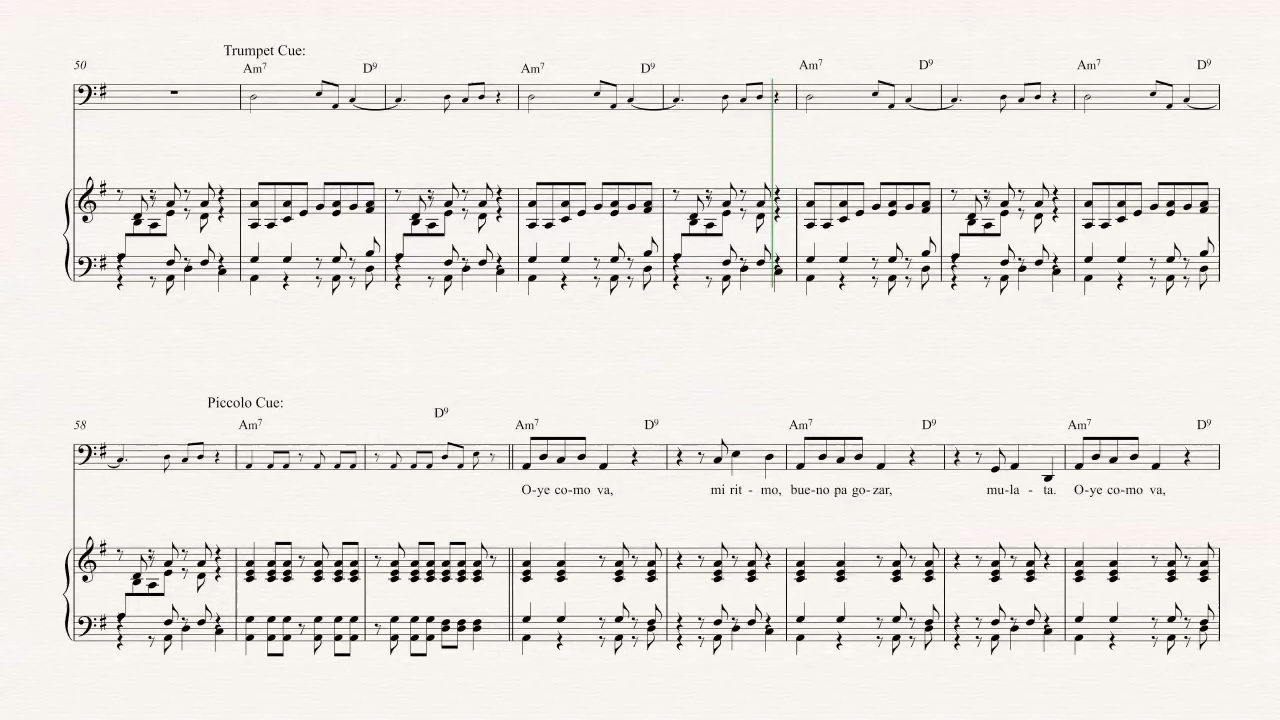 Trumpet Cue:
50
Am7 D9 Am7 D9 Am7 D9 Am7 D9
Piccolo Cue:
58
Am7 D9 Am7 D9 Am7 D9 Am7 D9
O-ye co-mo va, mi rit - mo, bue-no pa go-zar, mu-la - ta. O-ye co-mo va,